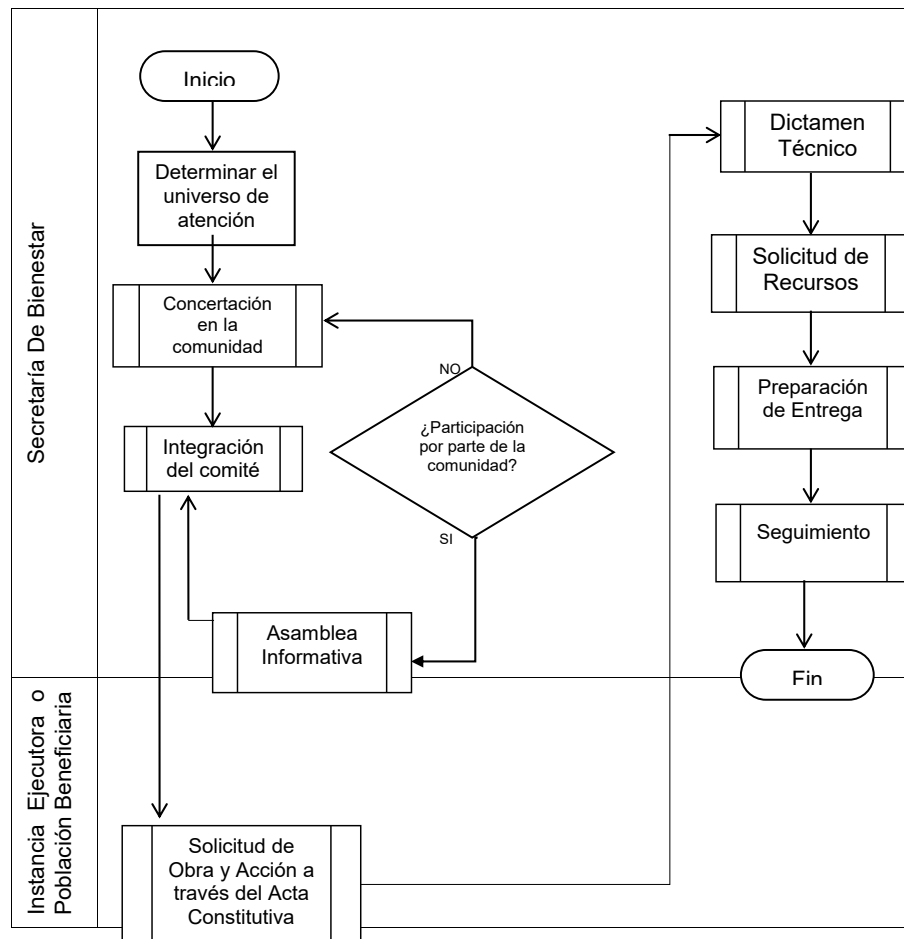 Secretaría De Bienestar
Inicio
Determinar el
universo de
atención
Concertación
en la
comunidad
Integración
del comité
NO
¿Participación
por parte de la
comunidad?
SI
Asamblea
Informativa
Dictamen
Técnico
Solicitud de
Recursos
Preparación
de Entrega
Seguimiento
Fin
Instancia Ejecutora o
Población Beneficiaria
Solicitud de
Obra y Acción a
través del Acta
Constitutiva